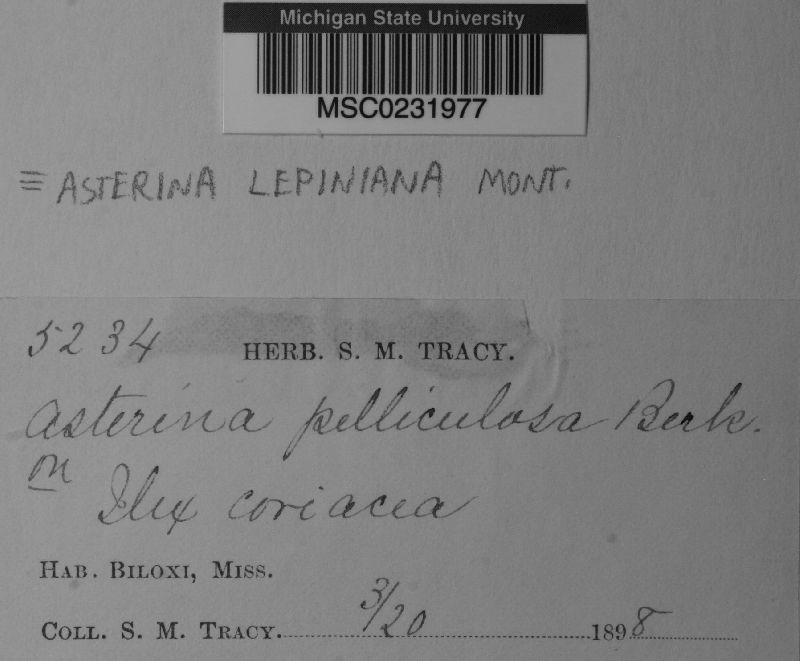 Michigan State University
MSC0231977
≡ ASTERINA LEPINIANA MONT.
5234 HERB. S. M. TRACY.
Asterina pelliculosa Berk.
on Ilex coriacea
HAB. BILOXI, MISS.
COLL. S. M. TRACY. 3/20 1898